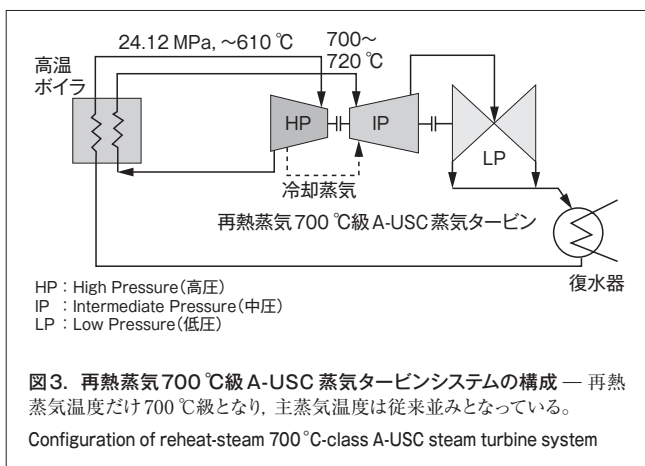 24.12 MPa, ～610 ℃
700～
720 ℃
高温
ボイラ
HP
IP
LP
冷却蒸気
再熱蒸気700 ℃級A-USC蒸気タービン
復水器
HP : High Pressure(高圧)
IP : Intermediate Pressure(中圧)
LP : Low Pressure(低圧)
図3. 再熱蒸気700 ℃級A-USC 蒸気タービンシステムの構成 — 再熱
蒸気温度だけ700 ℃級となり, 主蒸気温度は従来並みとなっている。
Configuration of reheat-steam 700 ℃-class A-USC steam turbine system